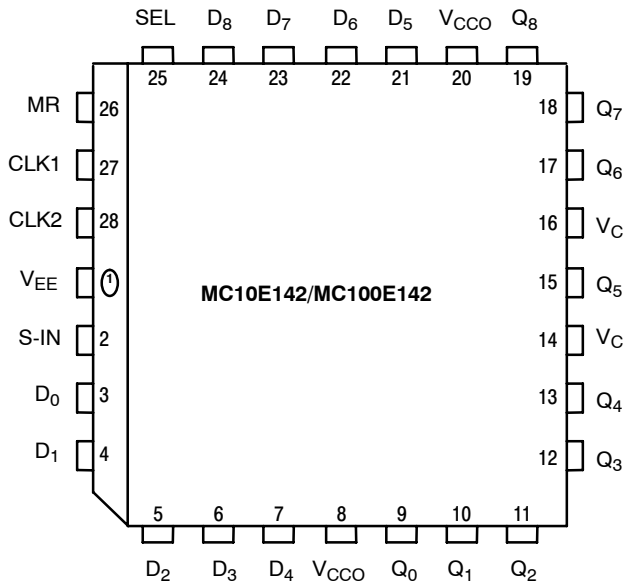 SEL D8 D7 D6 D5 VCCO Q8
25 24 23 22 21 20 19
MR 26 18 Q7
CLK1 27 17 Q6
CLK2 28 16 VC
VEE 1 MC10E142/MC100E142 15 Q5
S-IN 2 14 VC
D0 3 13 Q4
D1 4 12 Q3
5 6 7 8 9 10 11
D2 D3 D4 VCCO Q0 Q1 Q2